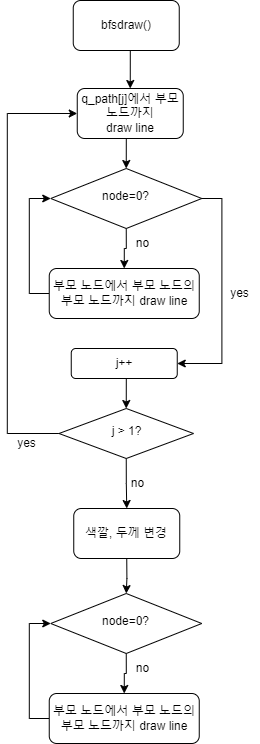 bfsdraw()
q_path[j]에서 부모
노드까지
draw line
node=0?
no
yes
부모 노드에서 부모 노드의
부모 노드까지 draw line
j++
j > 1?
yes
no
색깔, 두께 변경
node=0?
no
부모 노드에서 부모 노드의
부모 노드까지 draw line